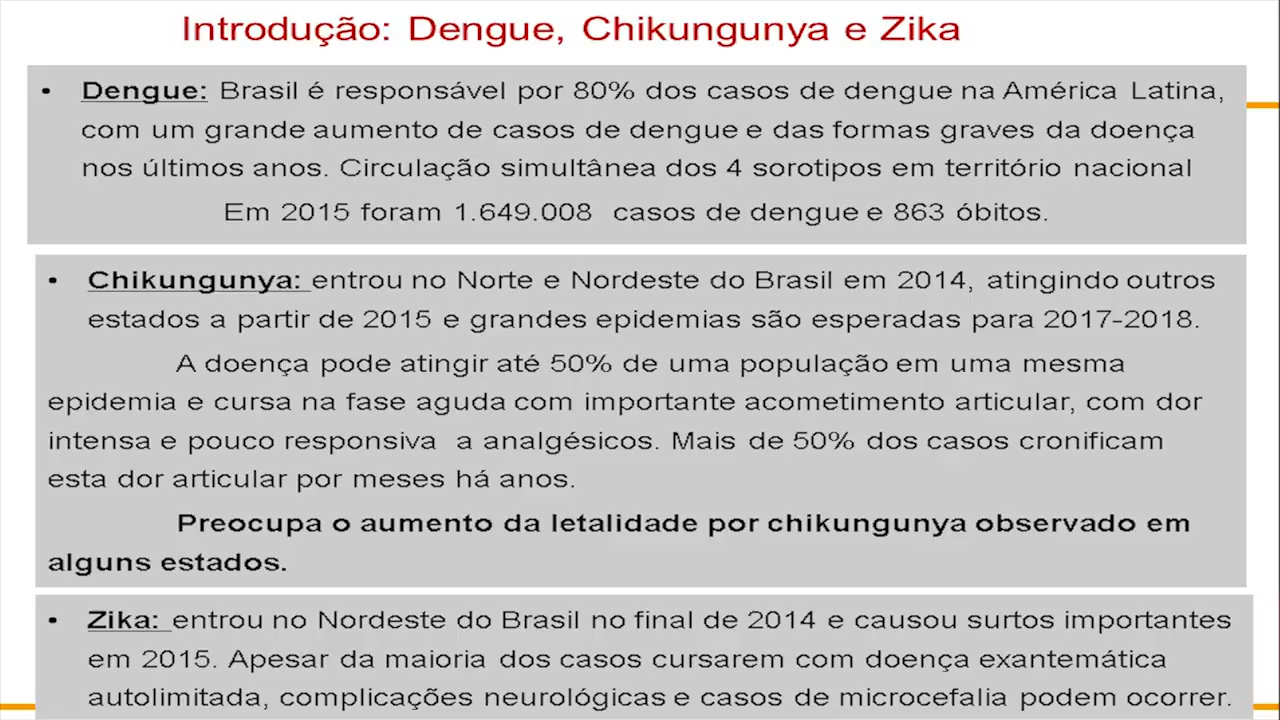 Introdução: Dengue, Chikungunya e Zika
• Dengue: Brasil é responsável por 80% dos casos de dengue na América Latina,
com um grande aumento de casos de dengue e das formas graves da doença
nos últimos anos. Circulação simultânea dos 4 sorotipos em território nacional
Em 2015 foram 1.649.008 casos de dengue e 863 óbitos.
• Chikungunya: entrou no Norte e Nordeste do Brasil em 2014, atingindo outros
estados a partir de 2015 e grandes epidemias são esperadas para 2017-2018.
A doença pode atingir até 50% de uma população em uma mesma
epidemia e cursa na fase aguda com importante acometimento articular, com dor
intensa e pouco responsiva a analgésicos. Mais de 50% dos casos cronificam
esta dor articular por meses há anos.
Preocupa o aumento da letalidade por chikungunya observado em
alguns estados.
• Zika: entrou no Nordeste do Brasil no final de 2014 e causou surtos importantes
em 2015. Apesar da maioria dos casos cursarem com doença exantemática
autolimitada, complicações neurológicas e casos de microcefalia podem ocorrer.